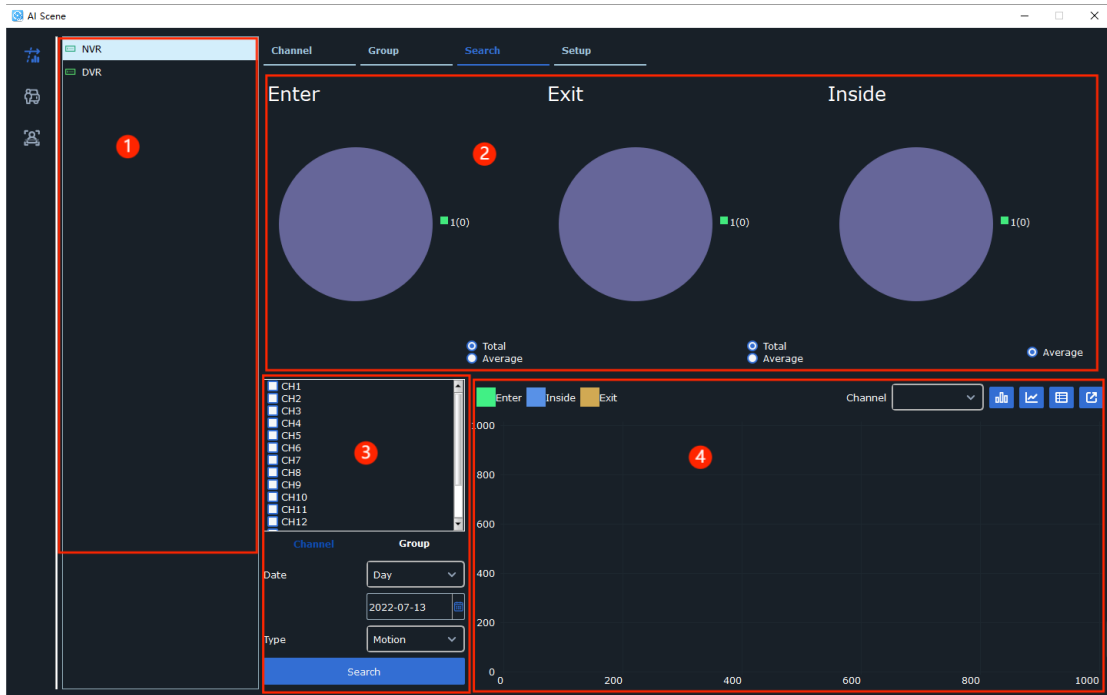 AI Scene
NVR
DVR
1
Channel Group Search Setup
Enter Exit Inside
2
1(0) 1(0) 1(0)
Total
Average
Total
Average
Average
CH1
CH2
CH3
CH4
CH5
CH6
CH7
CH8
CH9
CH10
CH11
CH12
3
Channel Group
Date Day
2022-07-13
Type Motion
Search
Enter Inside Exit Channel
4
1000
800
600
400
200
0
0 200 400 600 800 1000